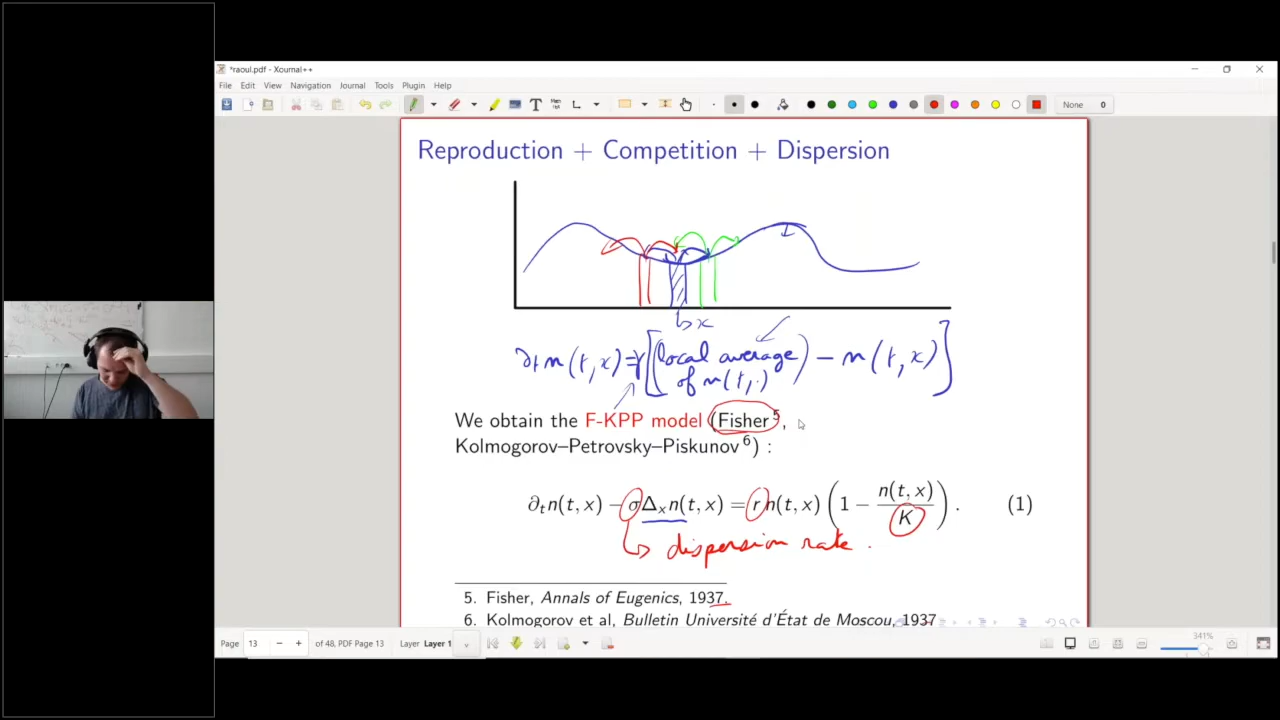 *raoul.pdf - Xournal++
File Edit View Navigation Journal Tools Plugin Help
None 0
Reproduction + Competition + Dispersion
x
∂t n(t,x) = γ[(local average of n(t,.)) − n(t,x)]
We obtain the F-KPP model (Fisher⁵,
Kolmogorov–Petrovsky–Piskunov⁶) :
∂ₜn(t, x) − σΔₓn(t, x) = r n(t, x) (1 − n(t, x)/K) . (1)
dispersion rate .
5. Fisher, Annals of Eugenics, 1937.
6. Kolmogorov et al, Bulletin Université d'État de Moscou, 1937
Page 13 of 48, PDF Page 13 Layer Layer 1 341%